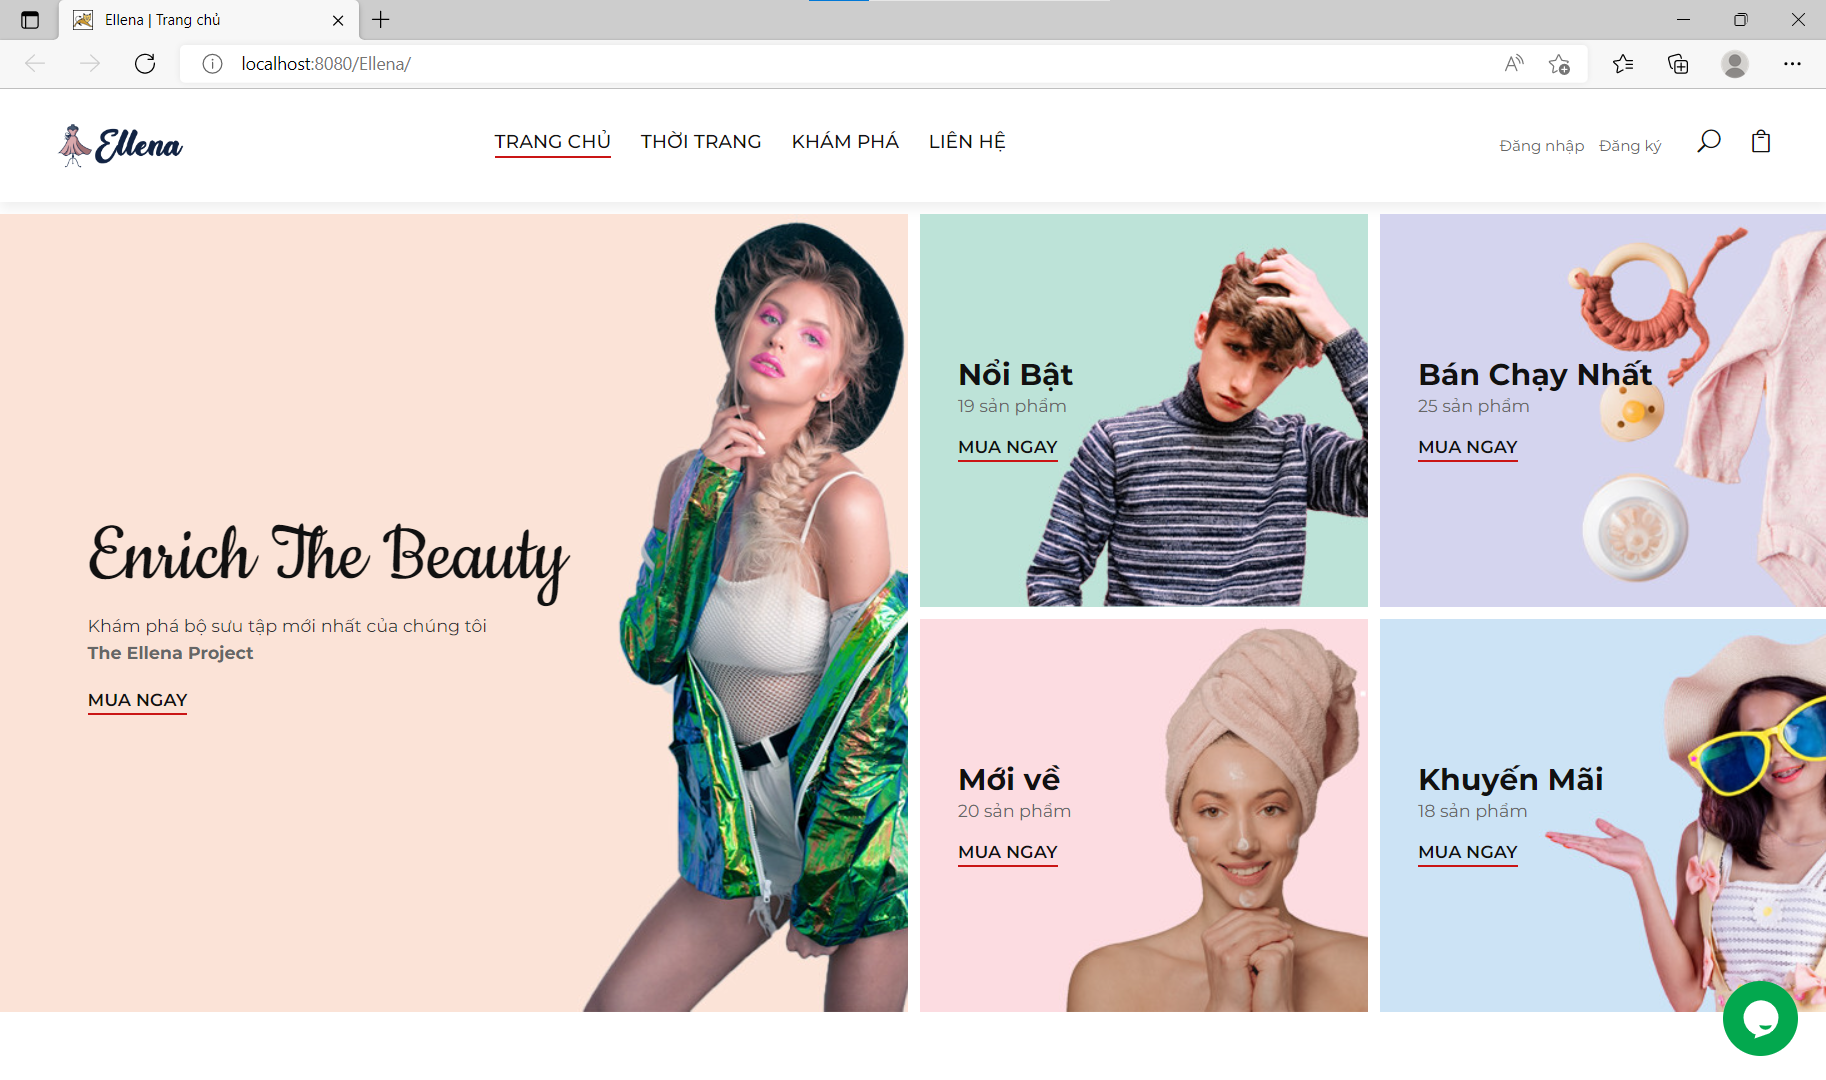 Ellena | Trang chủ
localhost:8080/Ellena/
Ellena
TRANG CHỦ THỜI TRANG KHÁM PHÁ LIÊN HỆ
Đăng nhập Đăng ký
Enrich The Beauty
Khám phá bộ sưu tập mới nhất của chúng tôi
The Ellena Project
MUA NGAY
Nổi Bật
19 sản phẩm
MUA NGAY
Bán Chạy Nhất
25 sản phẩm
MUA NGAY
Mới về
20 sản phẩm
MUA NGAY
Khuyến Mãi
18 sản phẩm
MUA NGAY